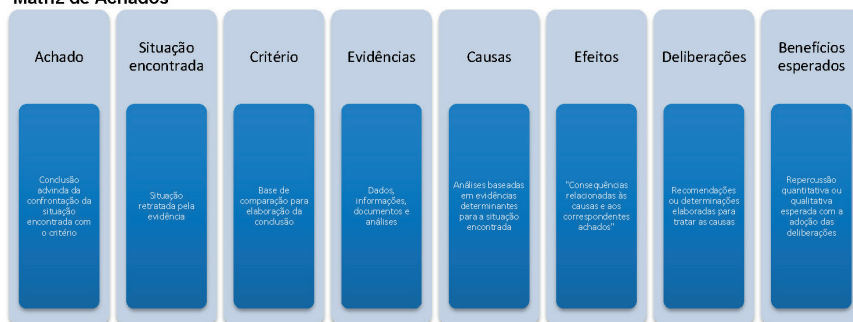 Matriz de Achados
Achado
Situação
encontrada
Critério
Evidências
Causas
Efeitos
Deliberações
Benefícios
esperados
Conclusão
advinda da
confrontação da
situação
encontrada com
o critério
Situação
retratada pela
evidência
Base de
comparação para
elaboração da
conclusão
Dados,
informações,
documentos e
análises
Análises baseadas
em evidências
determinantes
para a situação
encontrada
"Consequências
relacionadas às
causas e aos
correspondentes
achados"
Recomendações
ou determinações
elaboradas para
tratar as causas
Repercussão
quantitativa ou
qualitativa
esperada com a
adoção das
deliberações